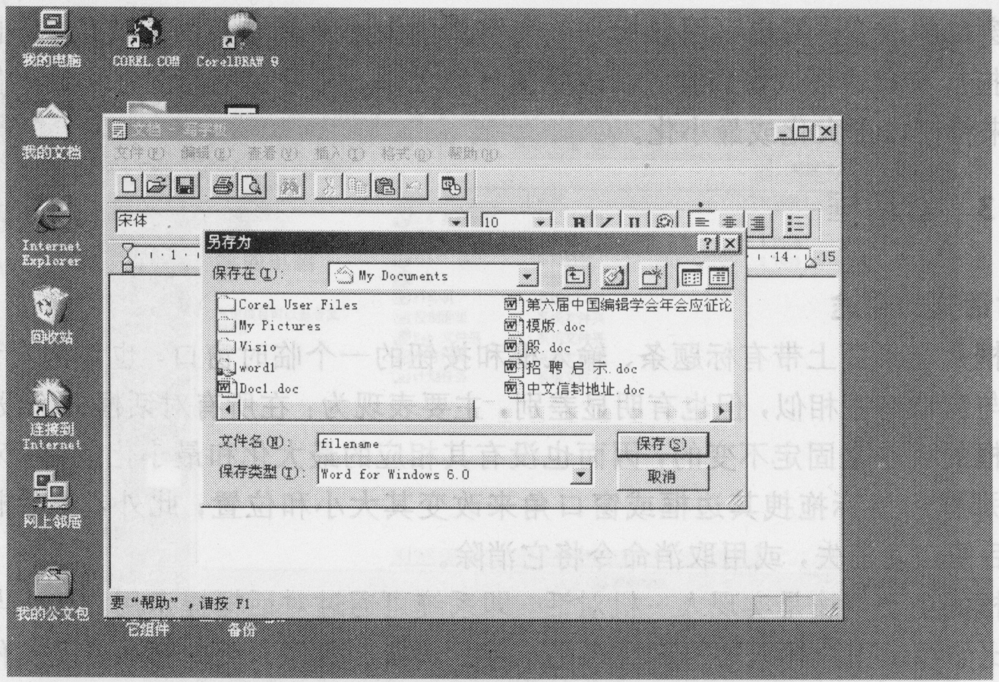 我的电脑
COREL.COM
CorelDRAW 9
我的文档
Internet
Explorer
回收站
连接到
Internet
网上邻居
我的公文包
它组件
备份
文档 - 写字板
文件(F) 编辑(E) 查看(V) 插入(I) 格式(O) 帮助(H)
宋体
10
B I U
1
14
15
另存为
保存在(I): My Documents
Corel User Files
My Pictures
Visio
word1
Doc1.doc
第六届中国编辑学会年会应征论
模版.doc
殷.doc
招 聘 启 示.doc
中文信封地址.doc
文件名(N): filename
保存(S)
保存类型(T): Word for Windows 6.0
取消
要“帮助”，请按 F1